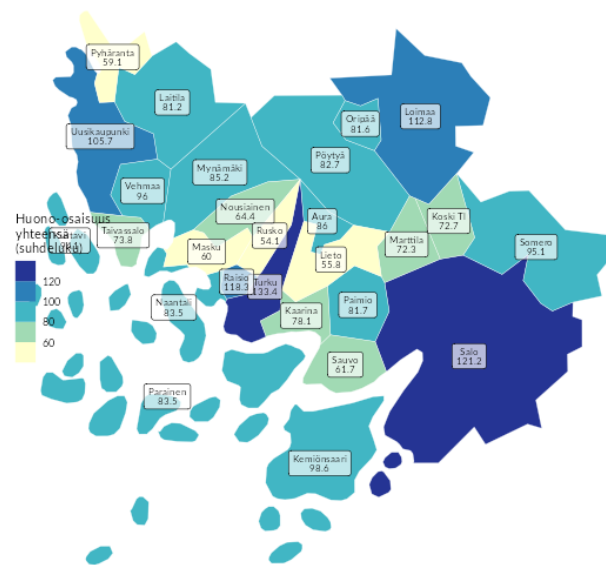 Pyhäranta
59.1
Laitila
81.2
Loimaa
112.8
Oripää
81.6
Uusikaupunki
105.7
Pöytyä
82.7
Mynämäki
85.2
Vehmaa
96
Nousiainen
64.4
Koski Tl
72.7
Huono-osaisuus
yhteensä
(suhdeluku)
Taivassalo
73.8
Rusko
54.1
Aura
86
Marttila
72.3
Somero
95.1
Masku
60
Lieto
55.8
Raisio
118.3
Turku
133.4
120
100
80
60
Naantali
83.5
Paimio
81.7
Kaarina
78.1
Sauvo
61.7
Salo
121.2
Parainen
83.5
Kemiönsaari
98.6